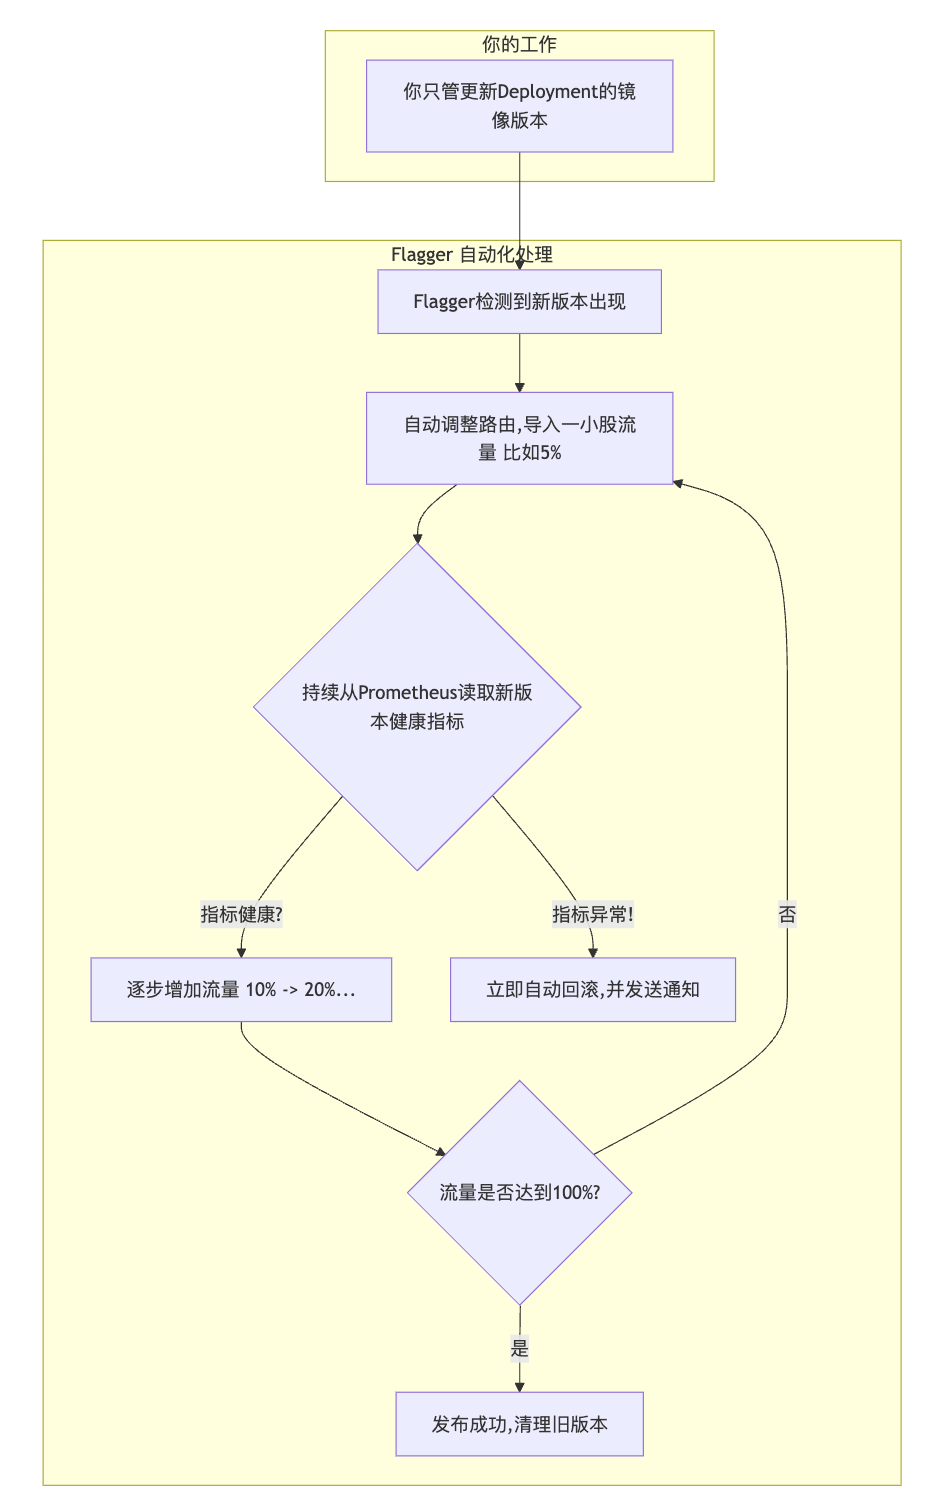 你的工作
你只管更新Deployment的镜
像版本
Flagger 自动化处理
Flagger检测到新版本出现
自动调整路由,导入一小股流
量 比如5%
持续从Prometheus读取新版
本健康指标
指标健康?
指标异常!
否
逐步增加流量 10% -> 20%...
立即自动回滚,并发送通知
流量是否达到100%?
是
发布成功,清理旧版本